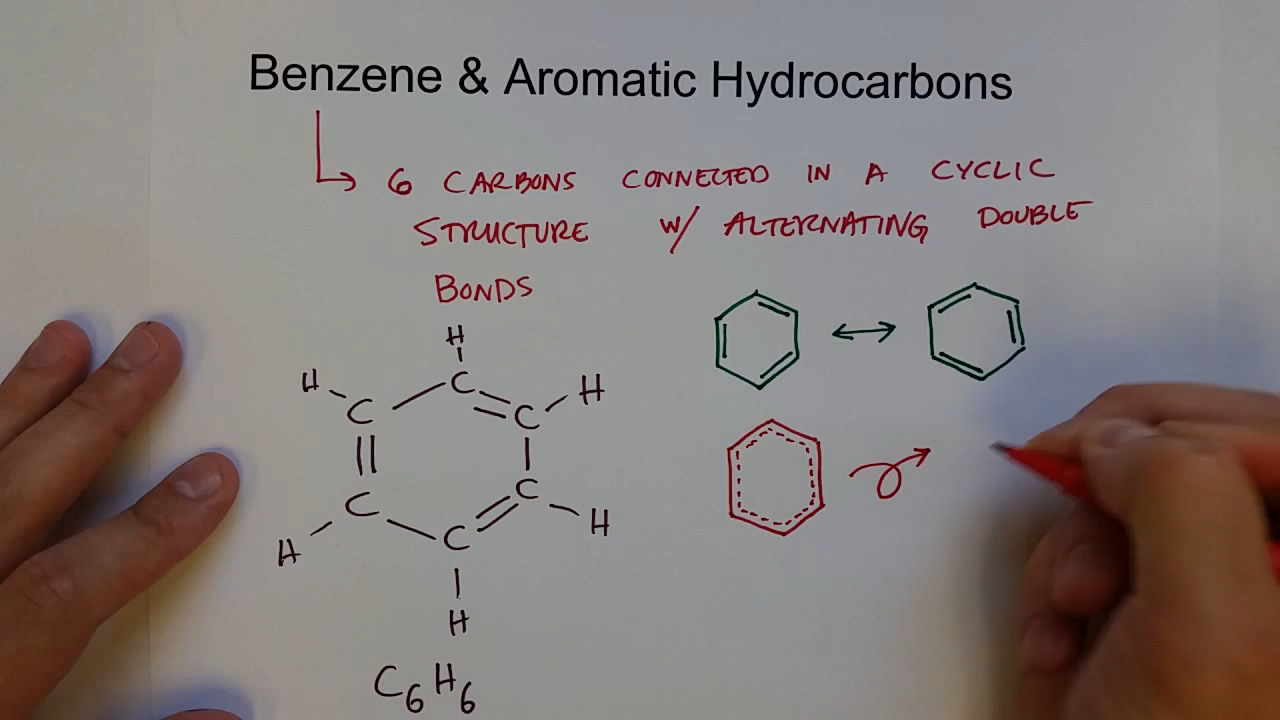 Benzene & Aromatic Hydrocarbons
6 CARBONS CONNECTED IN A CYCLIC
STRUCTURE W/ ALTERNATING DOUBLE
BONDS
H
H C C H
C
C
C C H
H
H
C6H6